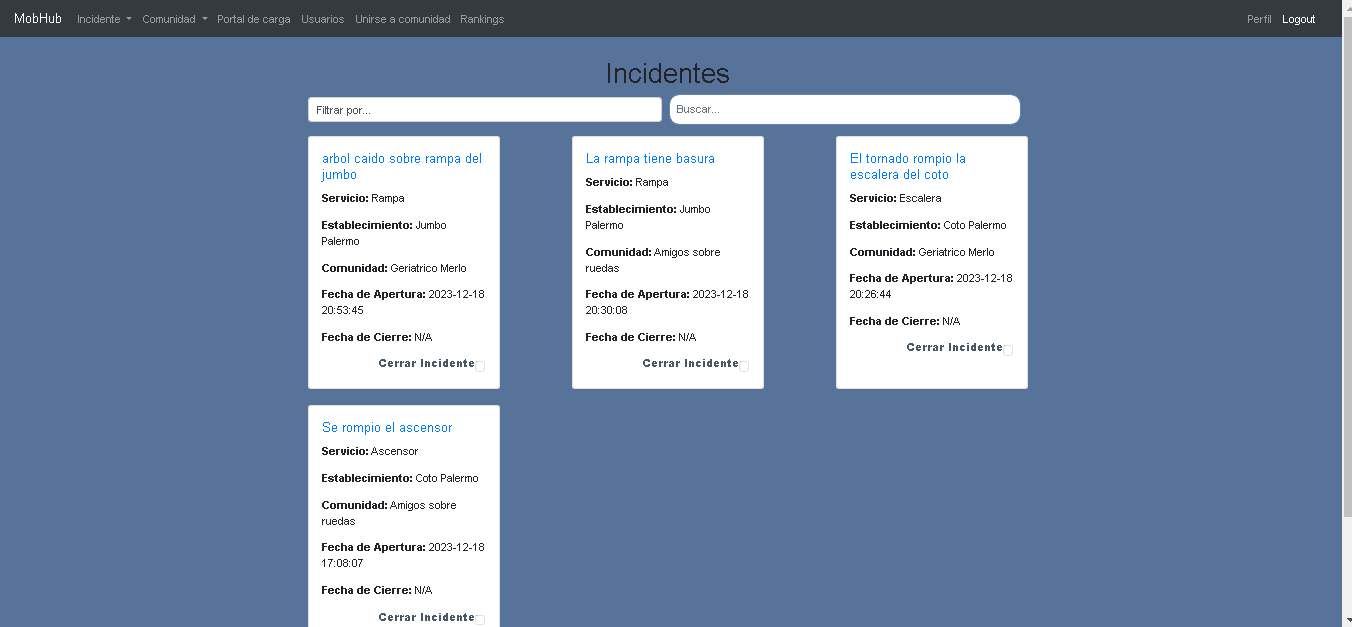 MobHub Incidente Comunidad Portal de carga Usuarios Unirse a comunidad Rankings Perfil Logout
Incidentes
Filtrar por... Buscar...
arbol caido sobre rampa del
jumbo
Servicio: Rampa
Establecimiento: Jumbo
Palermo
Comunidad: Geriatrico Merlo
Fecha de Apertura: 2023-12-18
20:53:45
Fecha de Cierre: N/A
Cerrar Incidente
La rampa tiene basura
Servicio: Rampa
Establecimiento: Jumbo
Palermo
Comunidad: Amigos sobre
ruedas
Fecha de Apertura: 2023-12-18
20:30:08
Fecha de Cierre: N/A
Cerrar Incidente
El tornado rompio la
escalera del coto
Servicio: Escalera
Establecimiento: Coto Palermo
Comunidad: Geriatrico Merlo
Fecha de Apertura: 2023-12-18
20:26:44
Fecha de Cierre: N/A
Cerrar Incidente
Se rompio el ascensor
Servicio: Ascensor
Establecimiento: Coto Palermo
Comunidad: Amigos sobre
ruedas
Fecha de Apertura: 2023-12-18
17:08:07
Fecha de Cierre: N/A
Cerrar Incidente